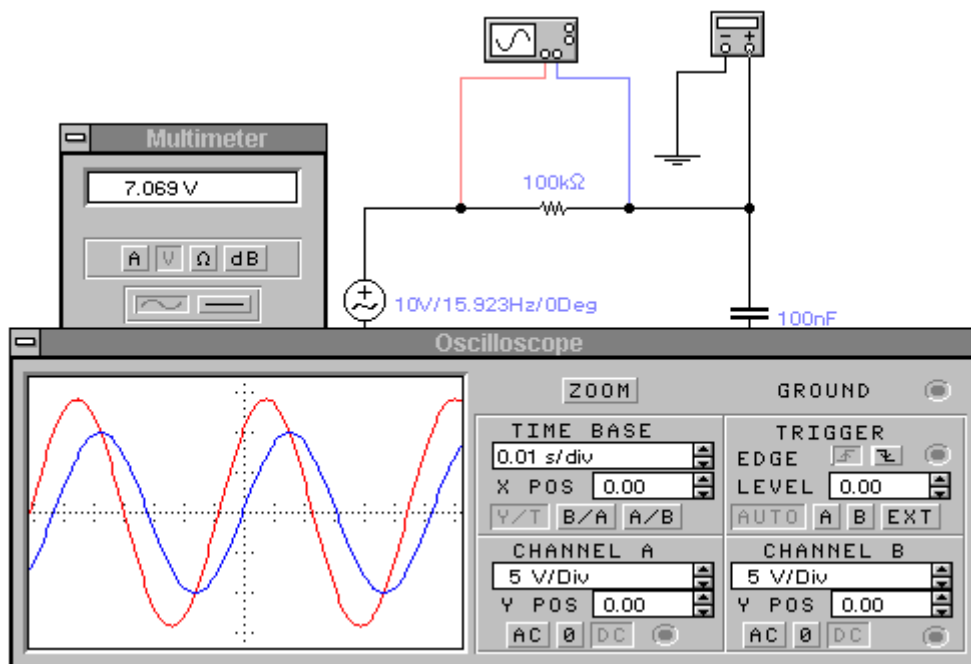 − +
Multimeter
7.069 V
100kΩ
A V Ω dB
+
10V/15.923Hz/0Deg
100nF
Oscilloscope
ZOOM GROUND
TIME BASE
0.01 s/div
X POS 0.00
Y/T B/A A/B
TRIGGER
EDGE
LEVEL 0.00
AUTO A B EXT
CHANNEL A
5 V/Div
Y POS 0.00
AC 0 DC
CHANNEL B
5 V/Div
Y POS 0.00
AC 0 DC